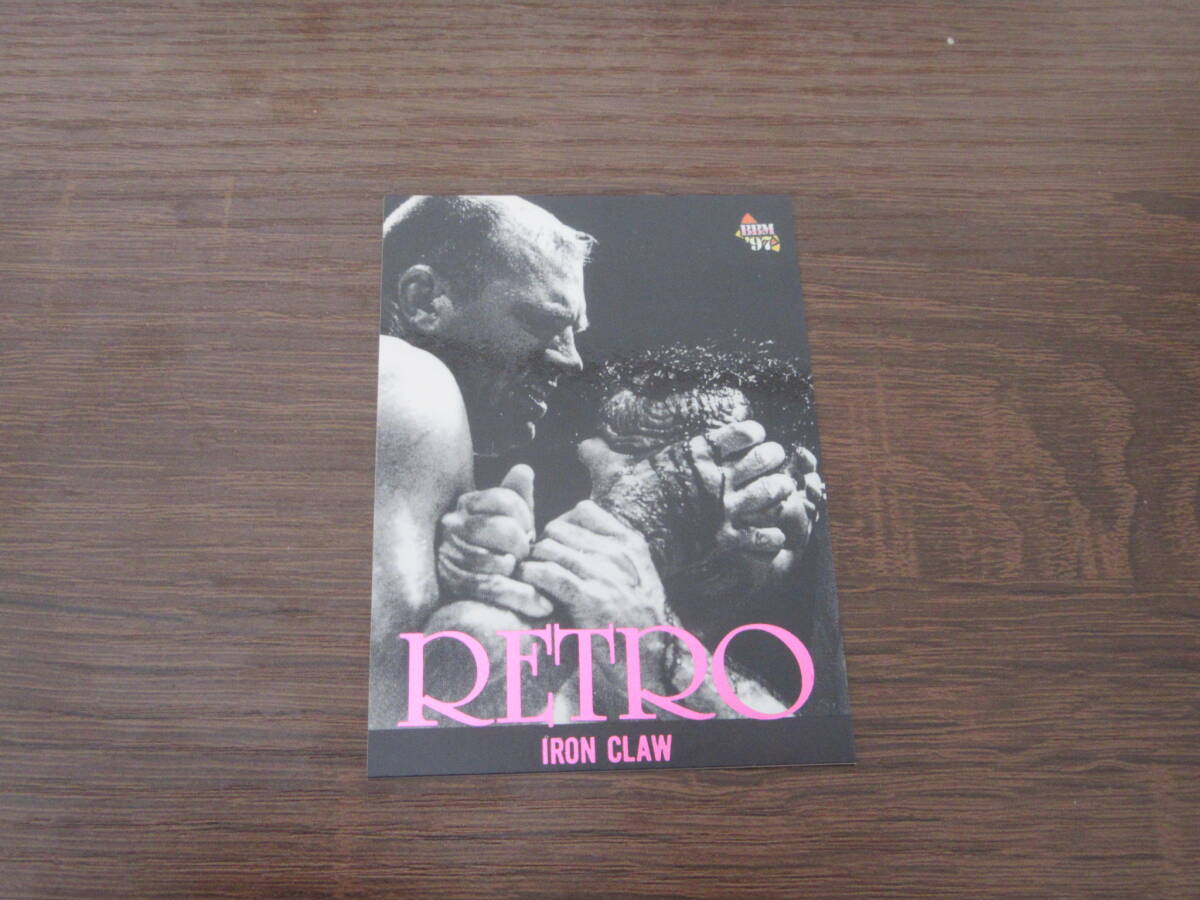 BBM
'97
RETRO
IRON CLAW